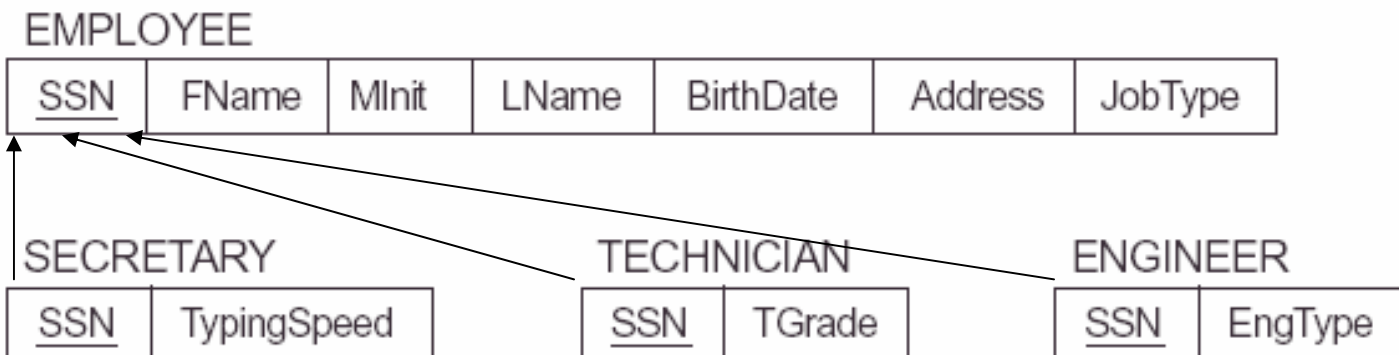 EMPLOYEE
SSN FName MInit LName BirthDate Address JobType
SECRETARY TECHNICIAN ENGINEER
SSN TypingSpeed SSN TGrade SSN EngType